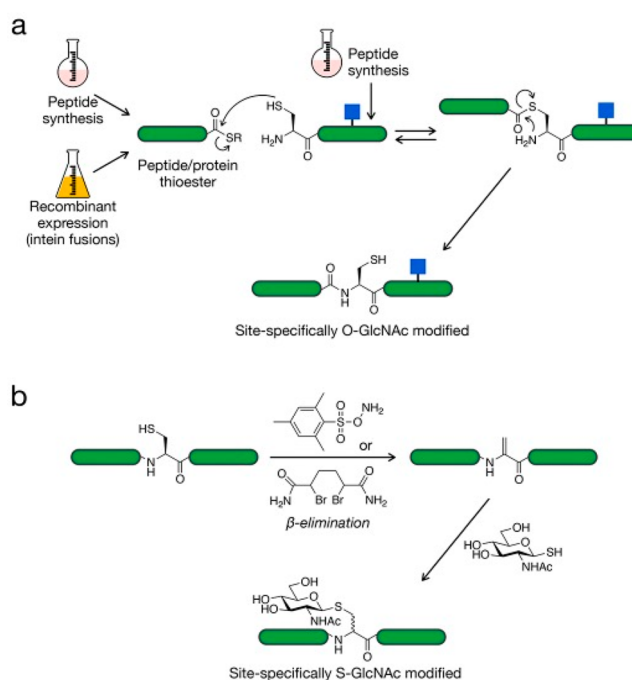 a
Peptide
synthesis
Recombinant
expression
(intein fusions)
O
SR
Peptide/protein
thioester
Peptide
synthesis
HS
H2N
O
O
S
H2N
O
O
SH
N
H
O
Site-specifically O-GlcNAc modified
b
HS
N
H
O
O
S
O
O
NH2
or
O
H2N
Br
Br
NH2
O
β-elimination
N
H
O
OH
HO
HO
O
NHAc
SH
OH
HO
HO
O
NHAc
S
N
H
O
Site-specifically S-GlcNAc modified